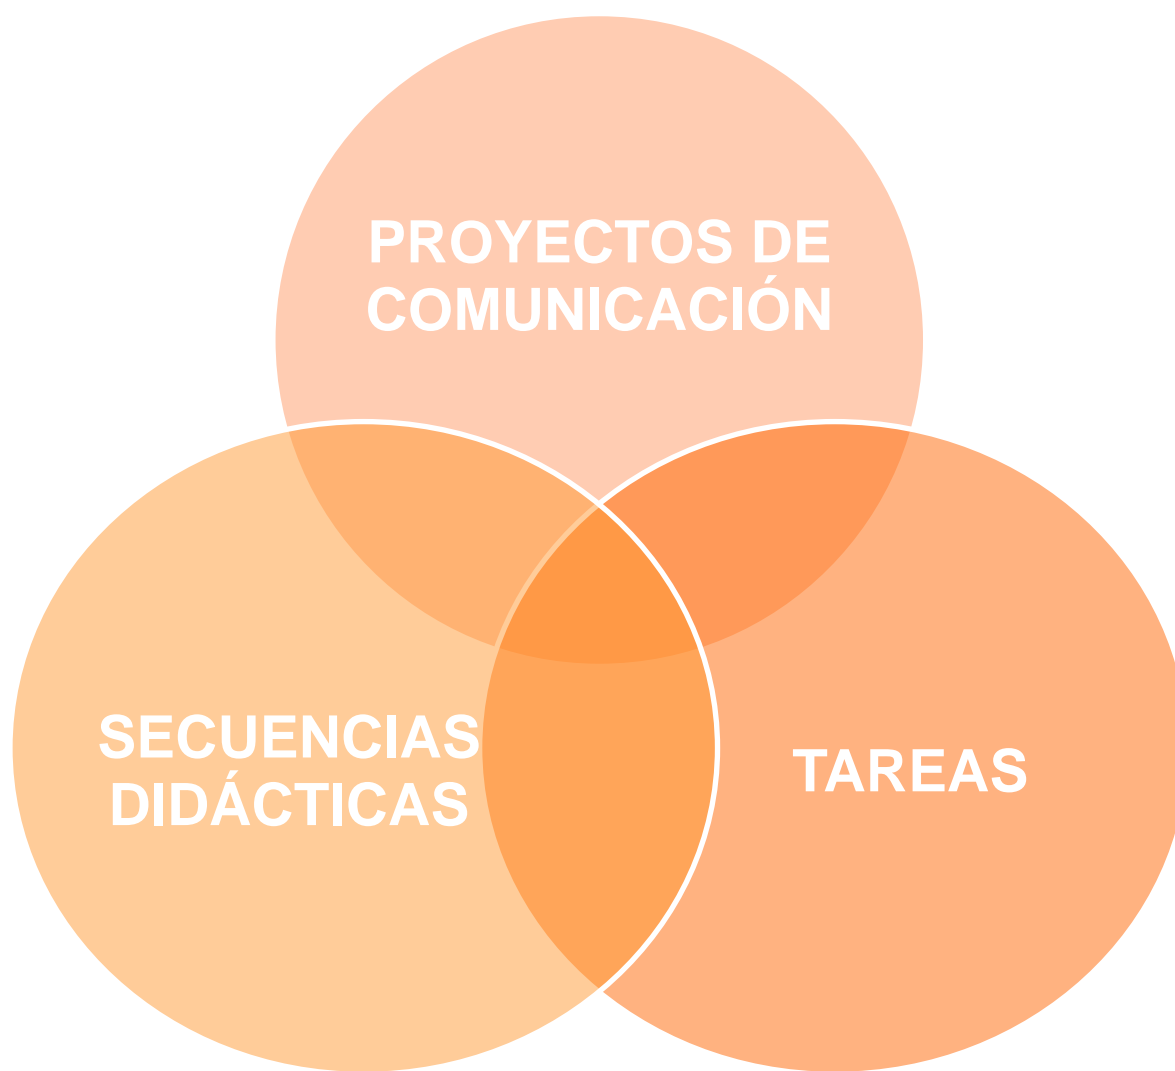 PROYECTOS DE
COMUNICACIÓN
SECUENCIAS
DIDÁCTICAS
TAREAS